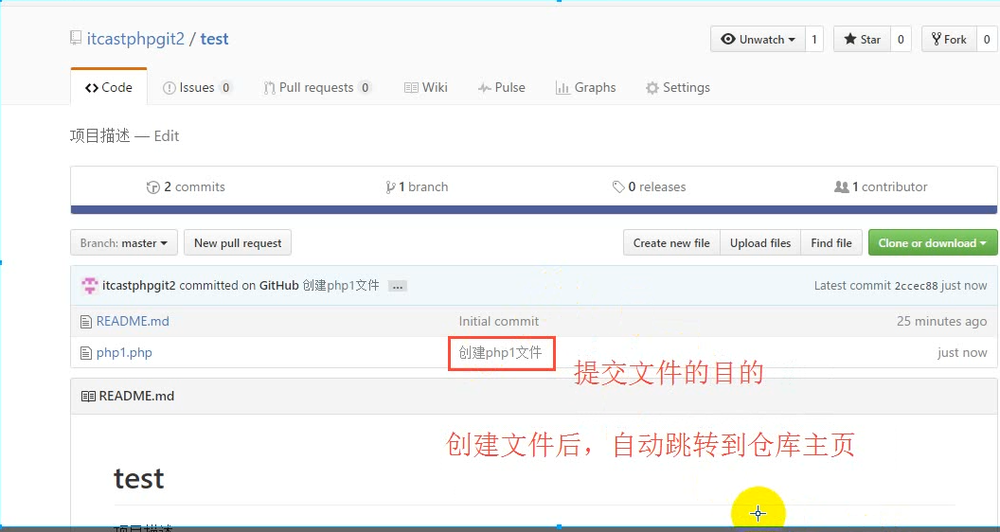 itcastphpgit2 / test
Unwatch 1 Star 0 Fork 0
Code Issues 0 Pull requests 0 Wiki Pulse Graphs Settings
项目描述 — Edit
2 commits 1 branch 0 releases 1 contributor
Branch: master New pull request Create new file Upload files Find file Clone or download
itcastphpgit2 committed on GitHub 创建php1文件 ... Latest commit 2ccec88 just now
README.md Initial commit 25 minutes ago
php1.php 创建php1文件 just now
提交文件的目的
README.md
创建文件后，自动跳转到仓库主页
test
项目描述